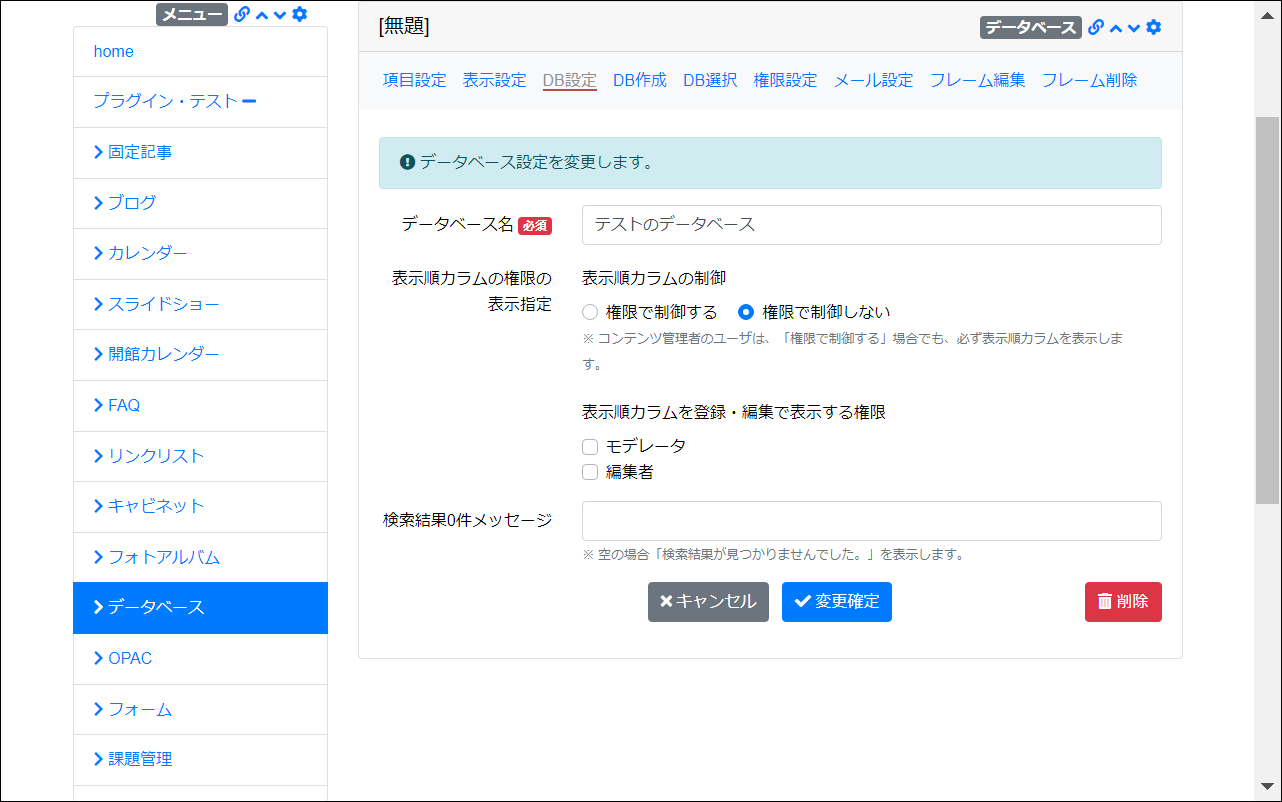 メニュー
home
プラグイン・テスト
固定記事
ブログ
カレンダー
スライドショー
開館カレンダー
FAQ
リンクリスト
キャビネット
フォトアルバム
データベース
OPAC
フォーム
課題管理
[無題]
データベース
項目設定 表示設定 DB設定 DB作成 DB選択 権限設定 メール設定 フレーム編集 フレーム削除
データベース設定を変更します。
データベース名 必須 テストのデータベース
表示順カラムの権限の
表示指定
表示順カラムの制御
権限で制御する 権限で制御しない
※ コンテンツ管理者のユーザは、「権限で制御する」場合でも、必ず表示順カラムを表示しま
す。
表示順カラムを登録・編集で表示する権限
モデレータ
編集者
検索結果0件メッセージ
※ 空の場合「検索結果が見つかりませんでした。」を表示します。
キャンセル 変更確定 削除